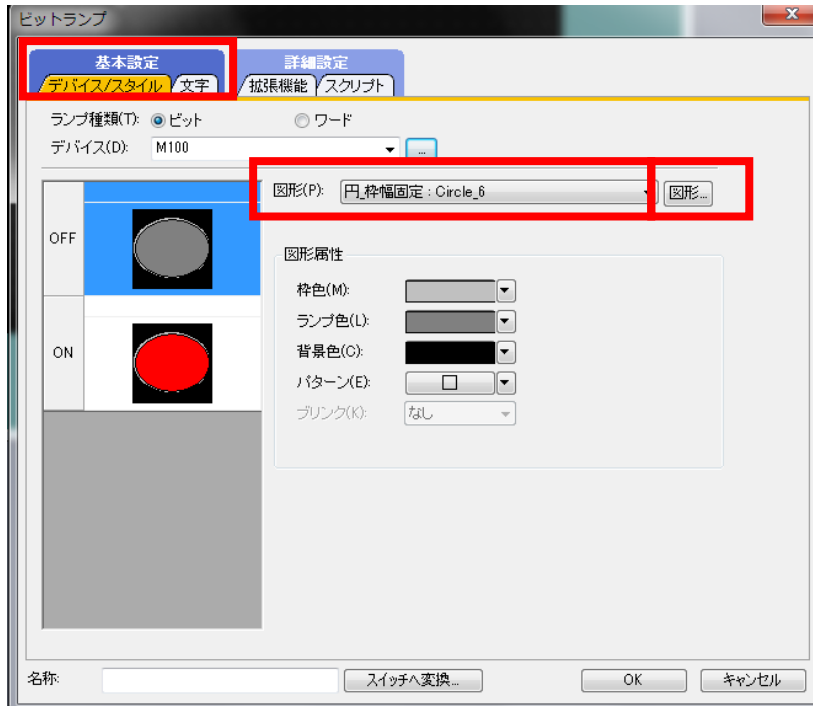 ビットランプ
基本設定 詳細設定
デバイス/スタイル 文字 拡張機能 スクリプト
ランプ種類(T): ビット ワード
デバイス(D): M100 ...
図形(P): 円_枠幅固定 : Circle_6 図形...
OFF
図形属性
枠色(M):
ランプ色(L):
ON
背景色(C):
パターン(E):
ブリンク(K): なし
名称: スイッチへ変換... OK キャンセル